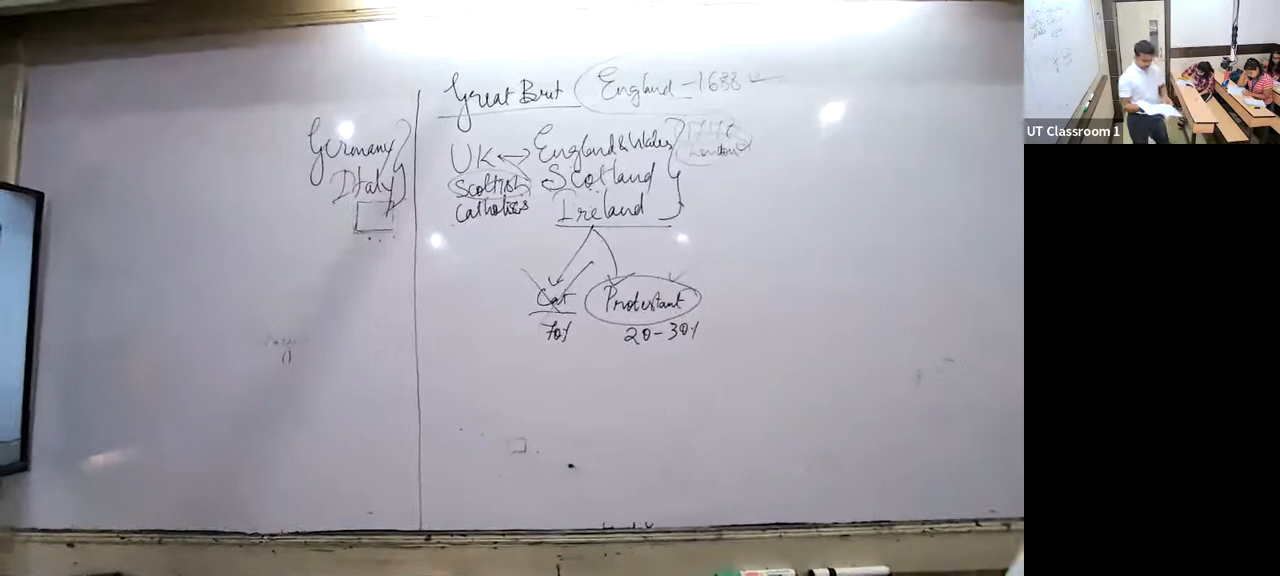 Great Brit England - 1688
Germany
Italy
UK England & Wales
Scottish Scotland
Catholics Ireland
Cat Protestant
70% 20-30%
UT Classroom 1